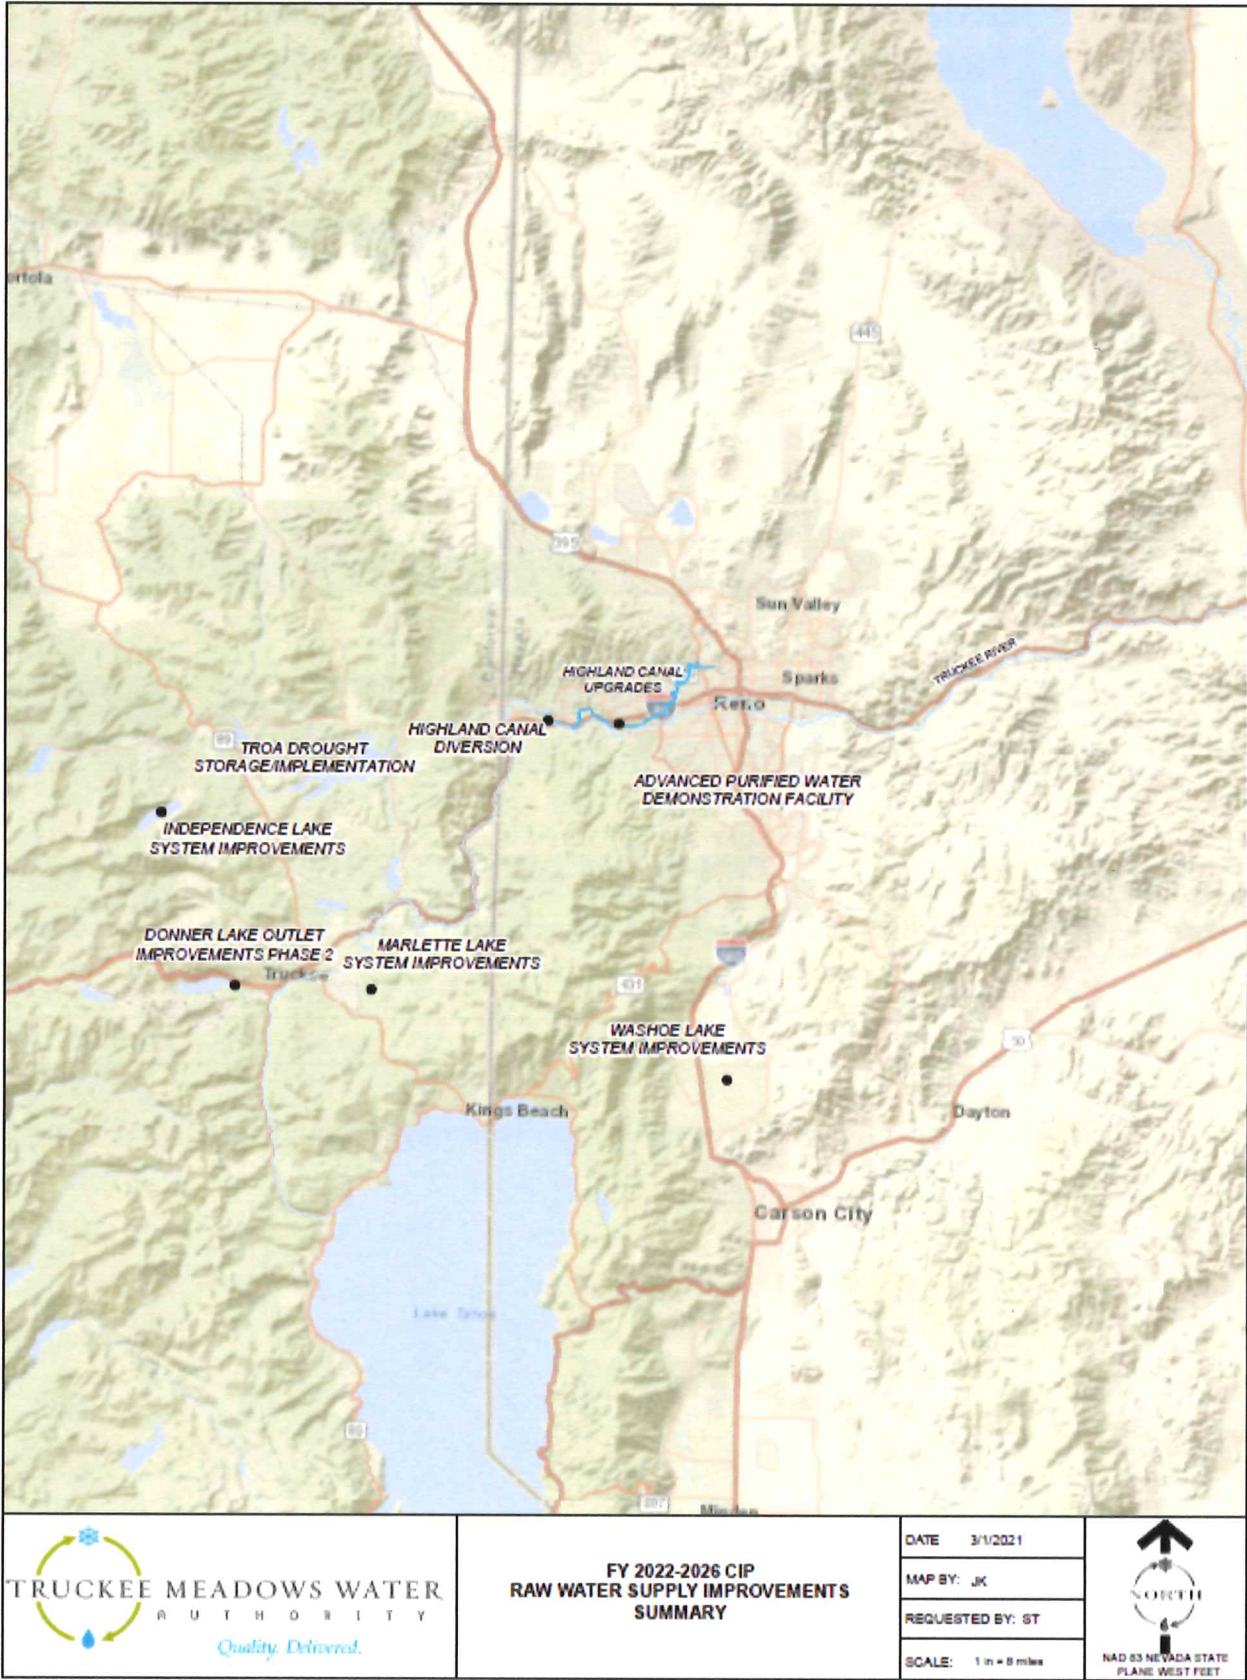 ortola
445
395
Sun Valley
HIGHLAND CANAL
UPGRADES
Sparks
TRUCKEE RIVER
Reno
HIGHLAND CANAL
DIVERSION
89
TROA DROUGHT
STORAGE/IMPLEMENTATION
ADVANCED PURIFIED WATER
DEMONSTRATION FACILITY
INDEPENDENCE LAKE
SYSTEM IMPROVEMENTS
DONNER LAKE OUTLET
IMPROVEMENTS PHASE 2
MARLETTE LAKE
SYSTEM IMPROVEMENTS
Truckee
431
WASHOE LAKE
SYSTEM IMPROVEMENTS
50
Kings Beach
Dayton
Carson City
Lake Tahoe
89
207
Minden
TRUCKEE MEADOWS WATER
AUTHORITY
Quality. Delivered.
FY 2022-2026 CIP
RAW WATER SUPPLY IMPROVEMENTS
SUMMARY
DATE 3/1/2021
MAP BY: JK
REQUESTED BY: ST
SCALE: 1 in = 8 miles
NORTH
NAD 83 NEVADA STATE
PLANE WEST FEET